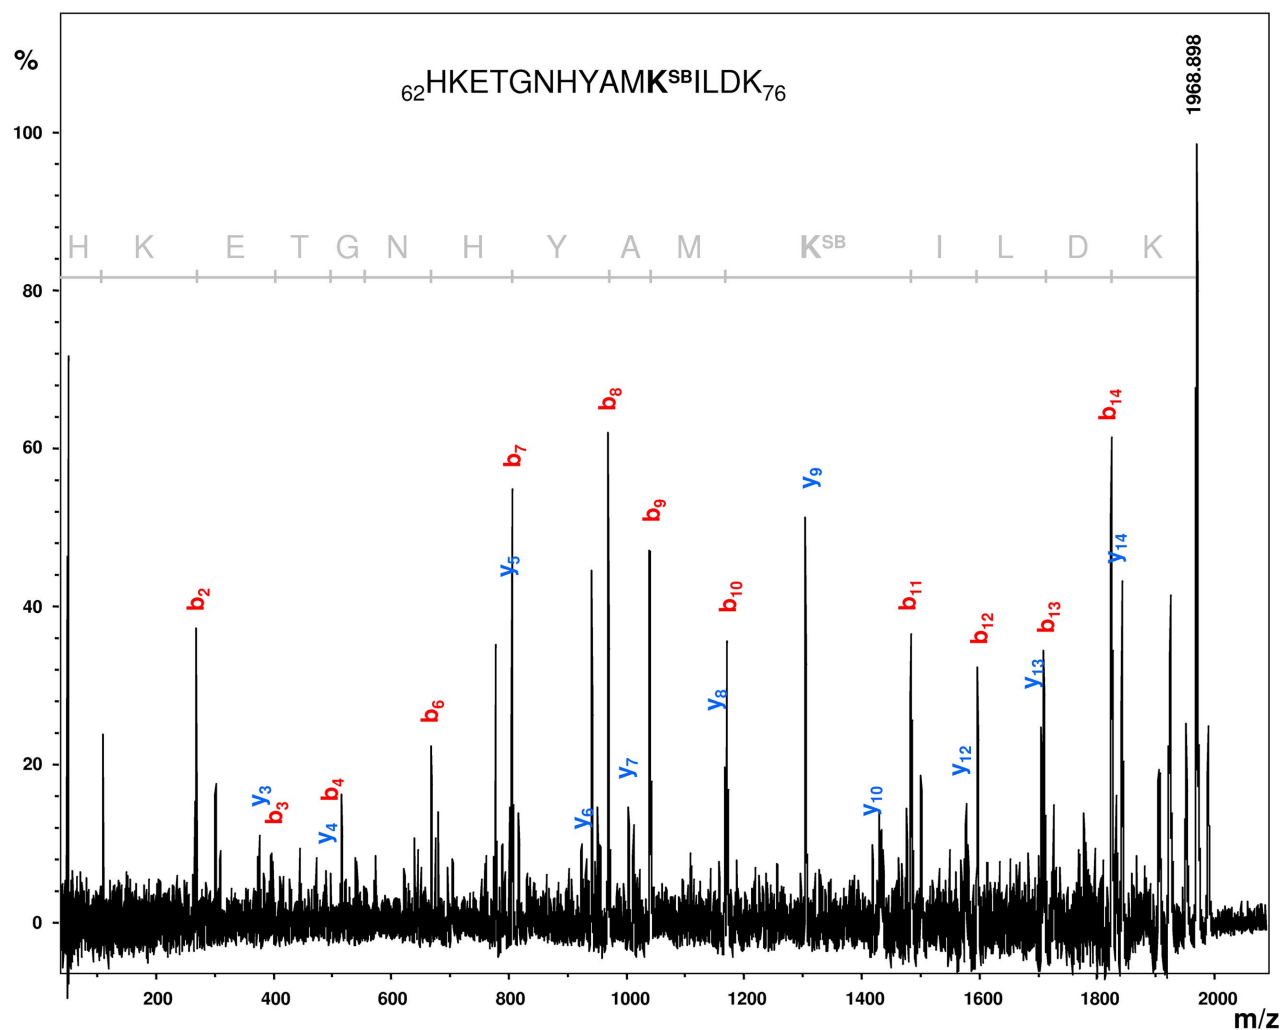 %
1968.898
₆₂HKETGNHYAMKˢᴮILDK₇₆
100
H K E T G N H Y A M Kˢᴮ I L D K
80
b₈
b₁₄
60
b₇
y₉
b₉
y₅
y₁₄
40
b₂
b₁₀
b₁₁
b₁₂
b₁₃
y₈
y₁₃
b₆
20
y₇
y₁₂
y₃
b₃
b₄
y₄
y₆
y₁₀
0
200 400 600 800 1000 1200 1400 1600 1800 2000
m/z